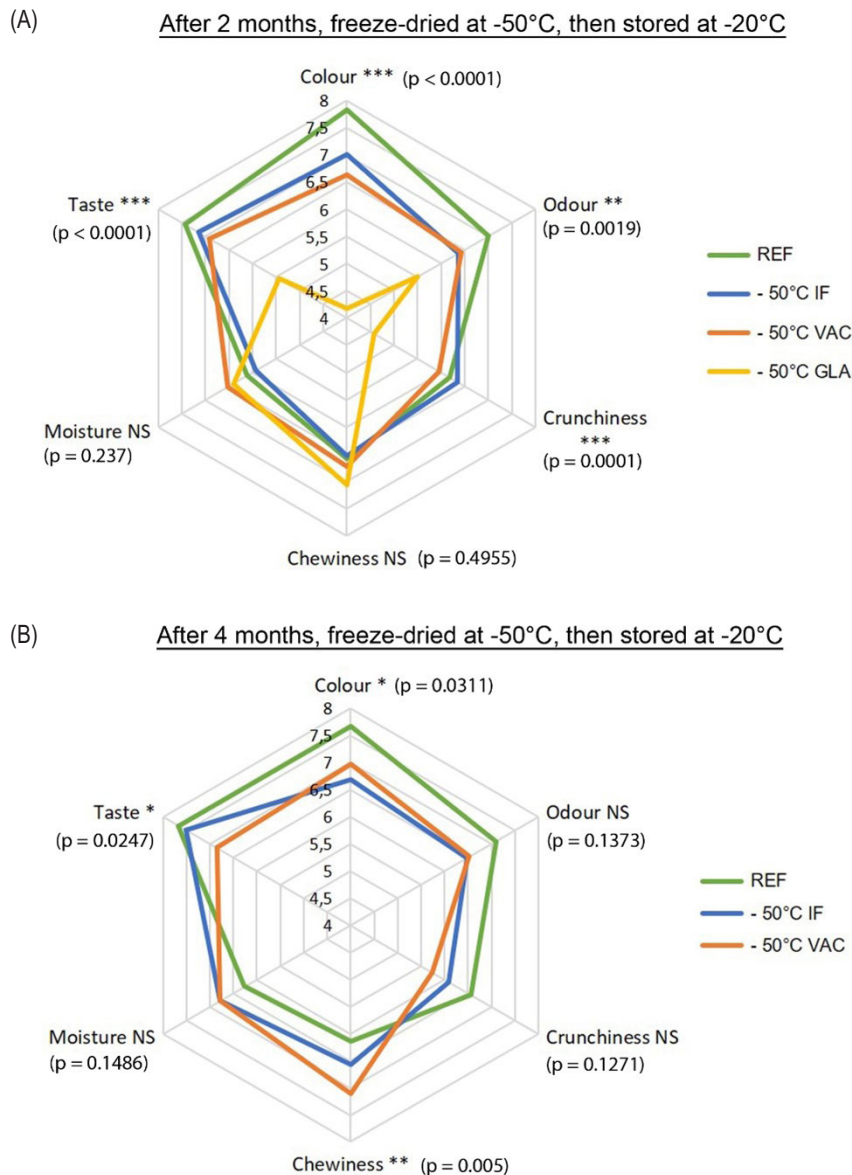 (A)
After 2 months, freeze-dried at -50°C, then stored at -20°C
Colour *** (p < 0.0001)
8
7,5
7
6,5
6
5,5
5
4,5
4
Taste ***
(p < 0.0001)
Odour **
(p = 0.0019)
REF
- 50°C IF
- 50°C VAC
- 50°C GLA
Moisture NS
(p = 0.237)
Crunchiness
***
(p = 0.0001)
Chewiness NS (p = 0.4955)
(B)
After 4 months, freeze-dried at -50°C, then stored at -20°C
Colour * (p = 0.0311)
8
7,5
7
6,5
6
5,5
5
4,5
4
Taste *
(p = 0.0247)
Odour NS
(p = 0.1373)
REF
- 50°C IF
- 50°C VAC
Moisture NS
(p = 0.1486)
Crunchiness NS
(p = 0.1271)
Chewiness ** (p = 0.005)